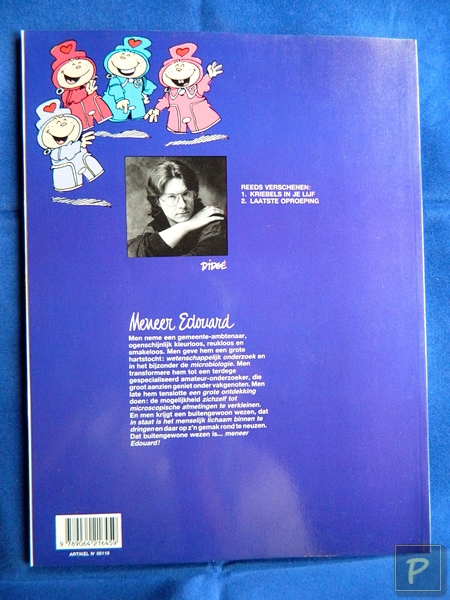 REEDS VERSCHENEN:
1. KRIEBELS IN JE LIJF
2. LAATSTE OPROEPING
DIDGÉ
Meneer Edouard
Men neme een gemeente-ambtenaar,
ogenschijnlijk kleurloos, reukloos en
smakeloos. Men geve hem een grote
hartstocht: wetenschappelijk onderzoek en
in het bijzonder de microbiologie. Men
transformere hem tot een terdege
gespecialiseerd amateur-onderzoeker, die
groot aanzien geniet onder vakgenoten. Men
late hem tenslotte een grote ontdekking
doen: de mogelijkheid zichzelf tot
microscopische afmetingen te verkleinen.
En men krijgt een buitengewoon wezen, dat
in staat is het menselijk lichaam binnen te
dringen en daar op z'n gemak rond te neuzen.
Dat buitengewone wezen is... meneer
Edouard!
9 789064 216459
ARTIKEL Nº 05118
P